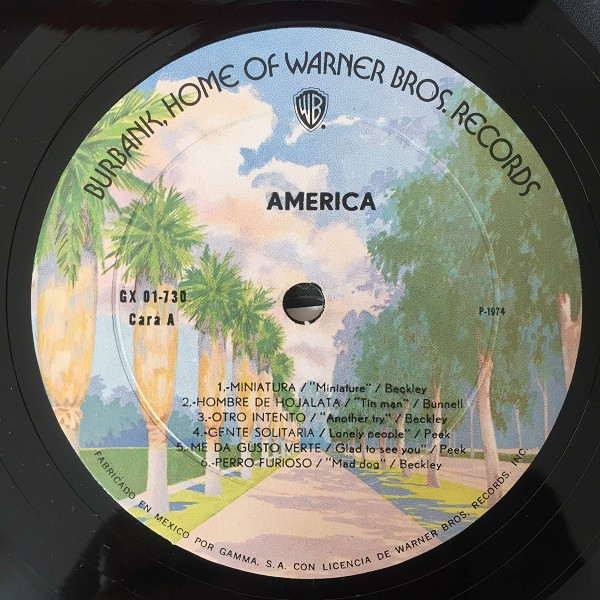 BURBANK, HOME OF WARNER BROS. RECORDS
WB
AMERICA
GX 01-730
Cara A
P-1974
1.-MINIATURA / "Miniature" / Beckley
2.-HOMBRE DE HOJALATA / "Tin man" / Bunnell
3.-OTRO INTENTO / "Another try" / Beckley
4.-GENTE SOLITARIA / Lonely people" / Peek
5. ME DA GUSTO VERTE / Glad to see you" / Peek
6.-PERRO FURIOSO / "Mad dog" / Beckley
FABRICADO EN MEXICO POR GAMMA, S.A. CON LICENCIA DE WARNER BROS. RECORDS, INC.